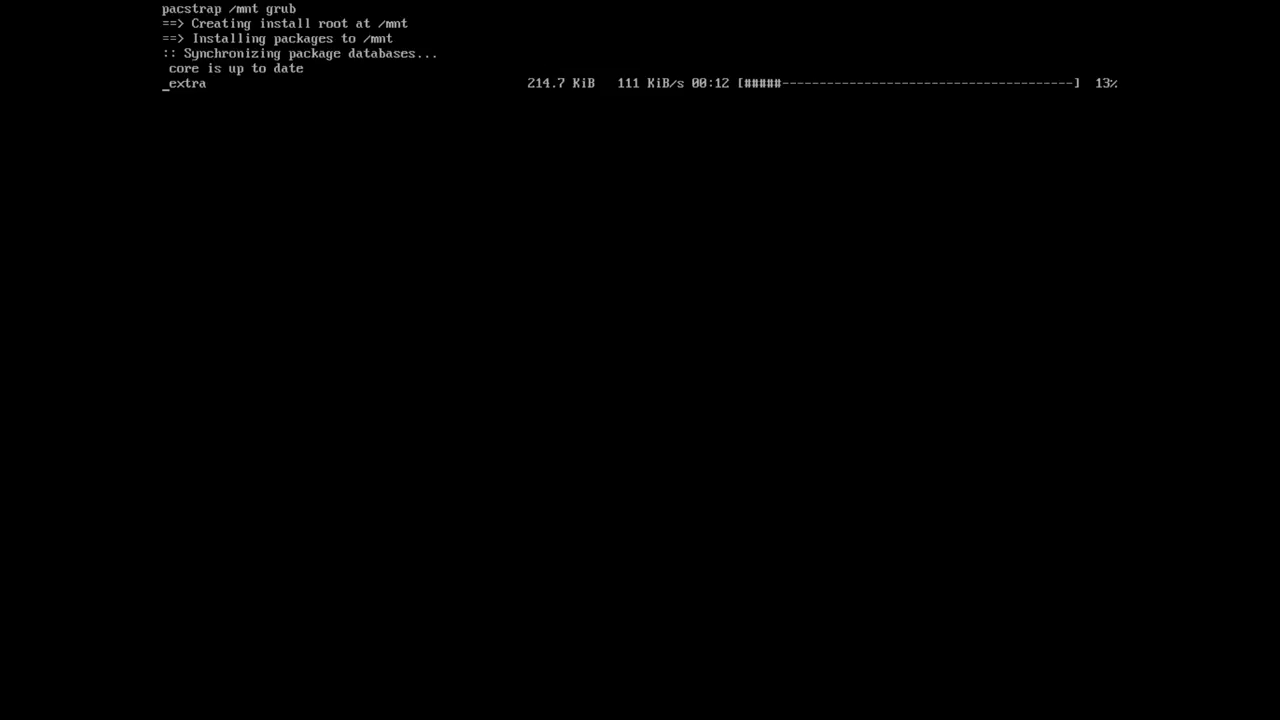 pacstrap /mnt grub
==> Creating install root at /mnt
==> Installing packages to /mnt
:: Synchronizing package databases...
 core is up to date
_extra 214.7 KiB 111 KiB/s 00:12 [#####---------------------------------------] 13%